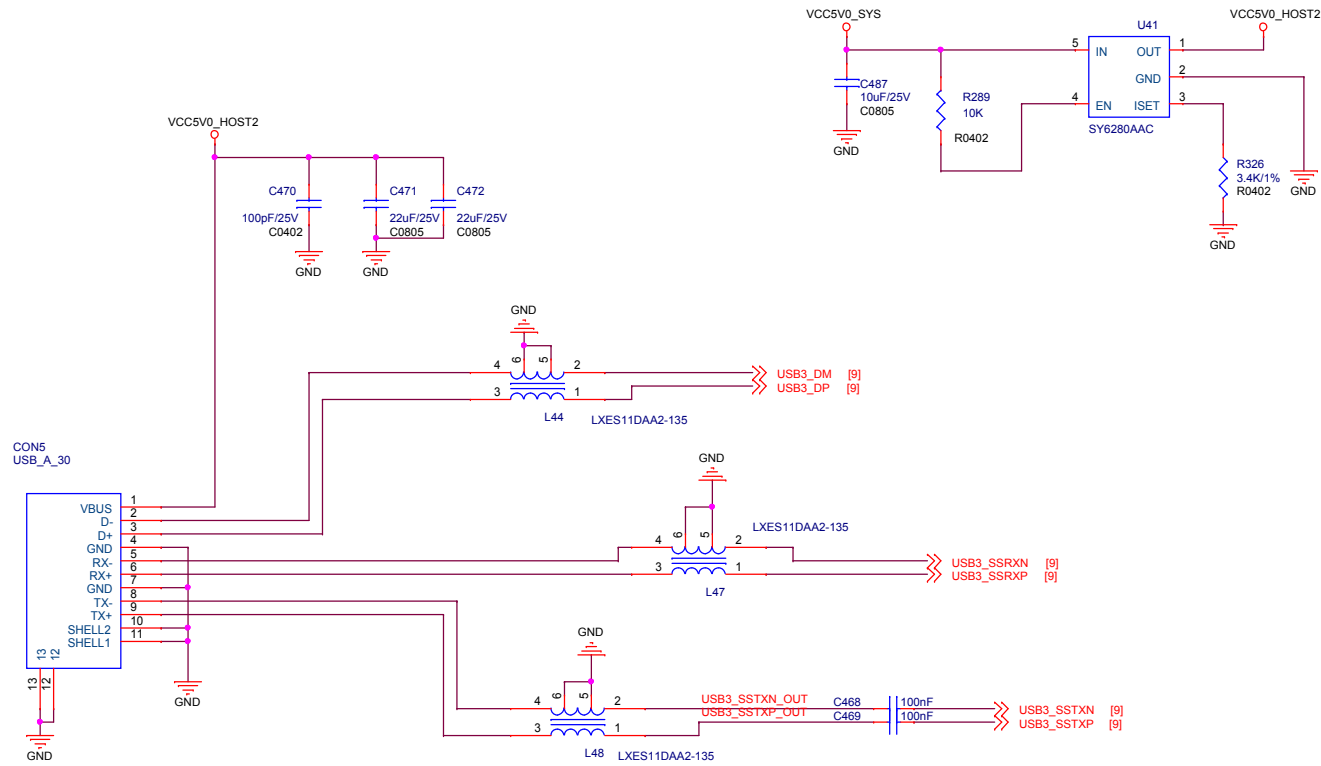 VCC5V0_SYS
U41
VCC5V0_HOST2
5 IN OUT 1
GND 2
4 EN ISET 3
SY6280AAC
C487
10uF/25V
C0805
GND
R289
10K
R0402
R326
3.4K/1%
R0402
GND
GND
VCC5V0_HOST2
C470
100pF/25V
C0402
GND
C471
22uF/25V
C0805
GND
C472
22uF/25V
C0805
GND
4 6 5 2
3 1
L44
LXES11DAA2-135
USB3_DM [9]
USB3_DP [9]
CON5
USB_A_30
VBUS 1
D- 2
D+ 3
GND 4
RX- 5
RX+ 6
GND 7
TX- 8
TX+ 9
SHELL2 10
SHELL1 11
13 12
13 12
GND
GND
GND
4 6 5 2
3 1
LXES11DAA2-135
L47
USB3_SSRXN [9]
USB3_SSRXP [9]
GND
4 6 5 2
3 1
L48
LXES11DAA2-135
USB3_SSTXN_OUT
USB3_SSTXP_OUT
C468 100nF
C469 100nF
USB3_SSTXN [9]
USB3_SSTXP [9]